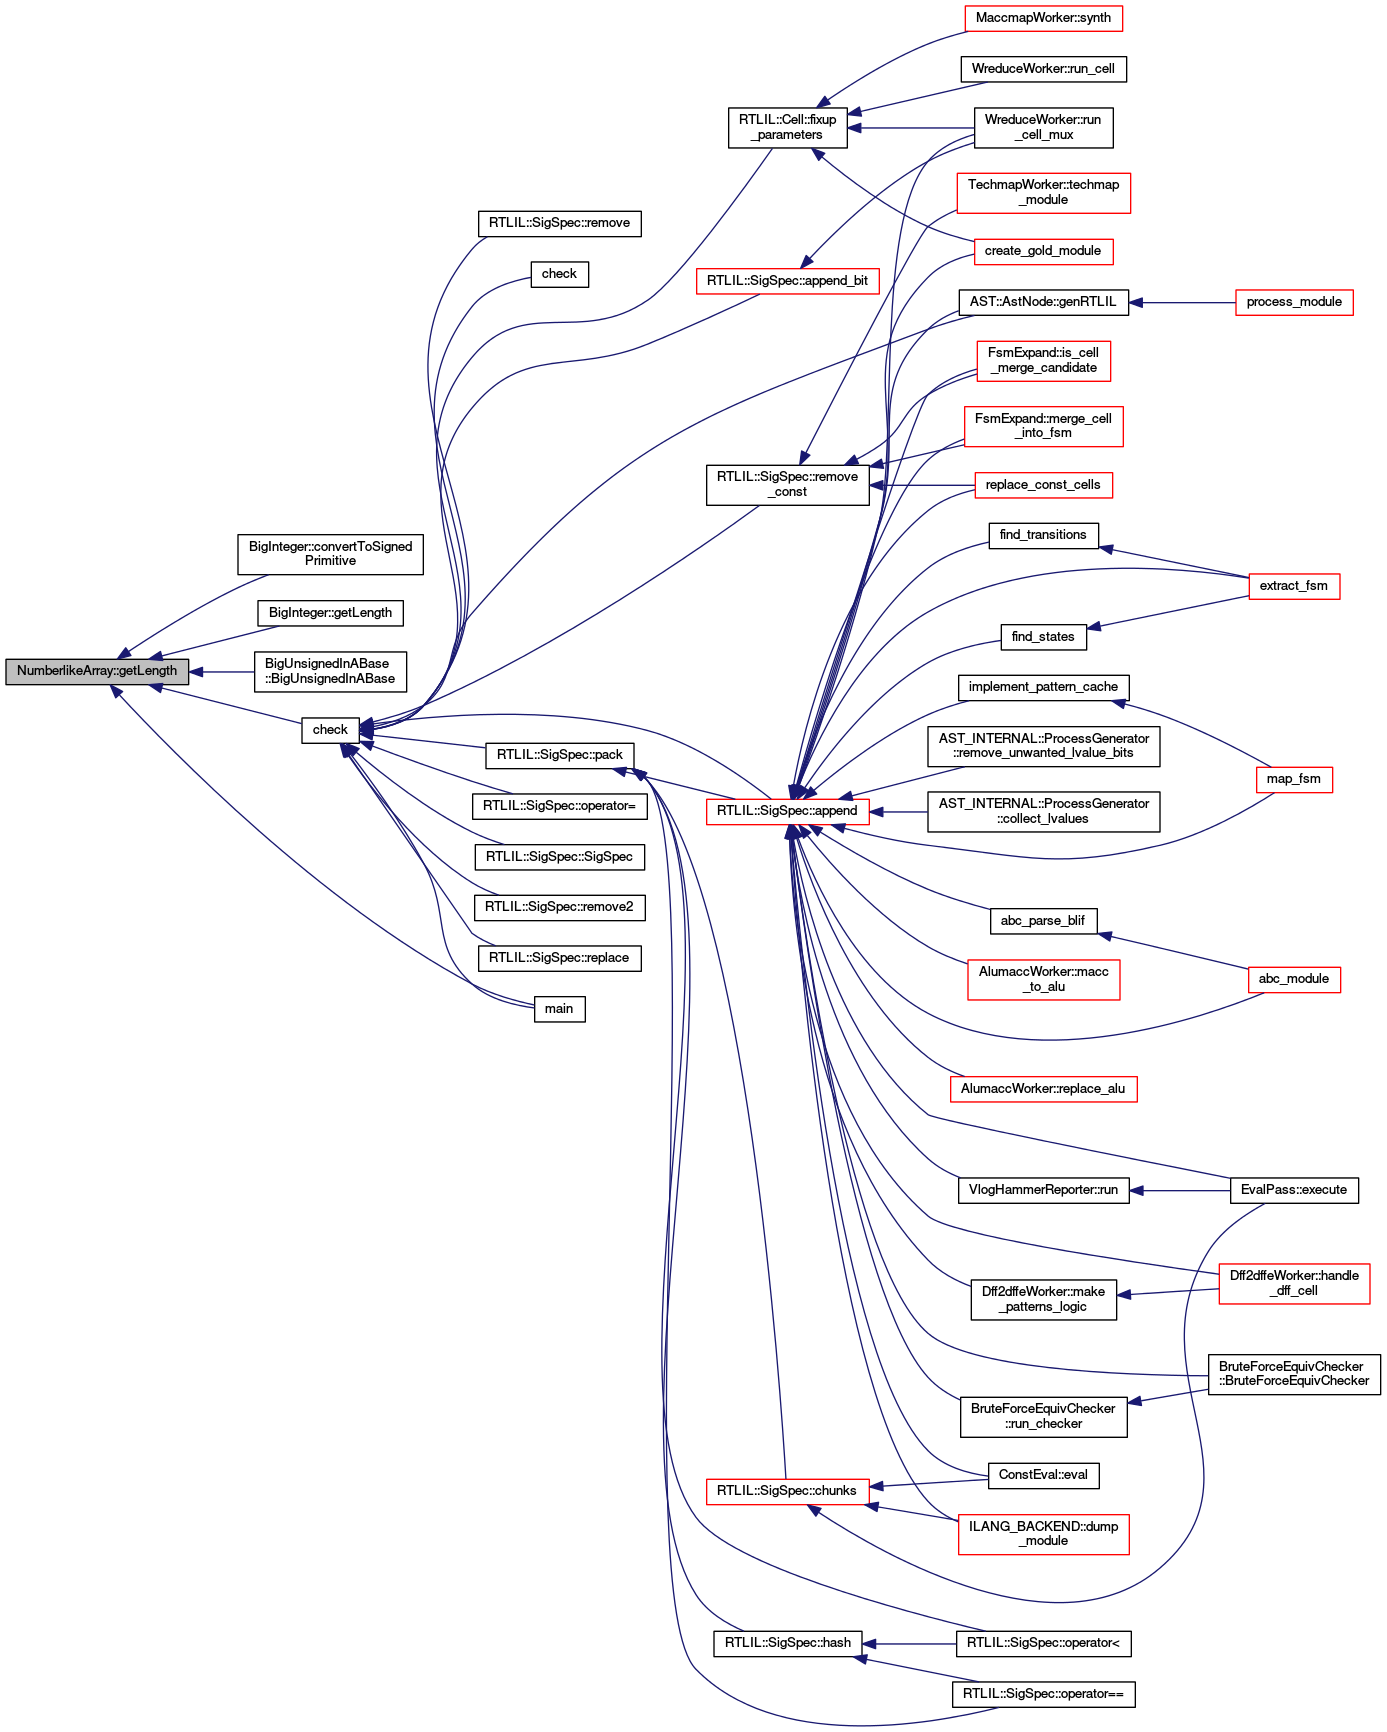 MaccmapWorker::synth
WreduceWorker::run_cell
RTLIL::Cell::fixup
_parameters
WreduceWorker::run
_cell_mux
TechmapWorker::techmap
_module
RTLIL::SigSpec::remove
create_gold_module
check
RTLIL::SigSpec::append_bit
AST::AstNode::genRTLIL
process_module
FsmExpand::is_cell
_merge_candidate
FsmExpand::merge_cell
_into_fsm
RTLIL::SigSpec::remove
_const
replace_const_cells
find_transitions
BigInteger::convertToSigned
Primitive
extract_fsm
BigInteger::getLength
find_states
NumberlikeArray::getLength
BigUnsignedInABase
::BigUnsignedInABase
implement_pattern_cache
check
RTLIL::SigSpec::pack
AST_INTERNAL::ProcessGenerator
::remove_unwanted_lvalue_bits
map_fsm
RTLIL::SigSpec::operator=
RTLIL::SigSpec::append
AST_INTERNAL::ProcessGenerator
::collect_lvalues
RTLIL::SigSpec::SigSpec
RTLIL::SigSpec::remove2
abc_parse_blif
RTLIL::SigSpec::replace
AlumaccWorker::macc
_to_alu
abc_module
main
AlumaccWorker::replace_alu
VlogHammerReporter::run
EvalPass::execute
Dff2dffeWorker::handle
_dff_cell
Dff2dffeWorker::make
_patterns_logic
BruteForceEquivChecker
::BruteForceEquivChecker
BruteForceEquivChecker
::run_checker
ConstEval::eval
RTLIL::SigSpec::chunks
ILANG_BACKEND::dump
_module
RTLIL::SigSpec::hash
RTLIL::SigSpec::operator<
RTLIL::SigSpec::operator==